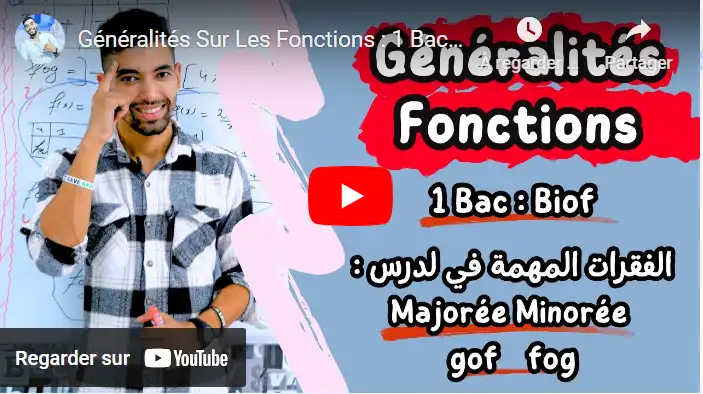 Généralités Sur Les Fonctions : 1 Bac...
À regarder ...
Partager
Généralités
Fonctions
1 Bac : Biof
الفقرات المهمة في لدرس :
Majorée Minorée
gof fog
Regarder sur YouTube